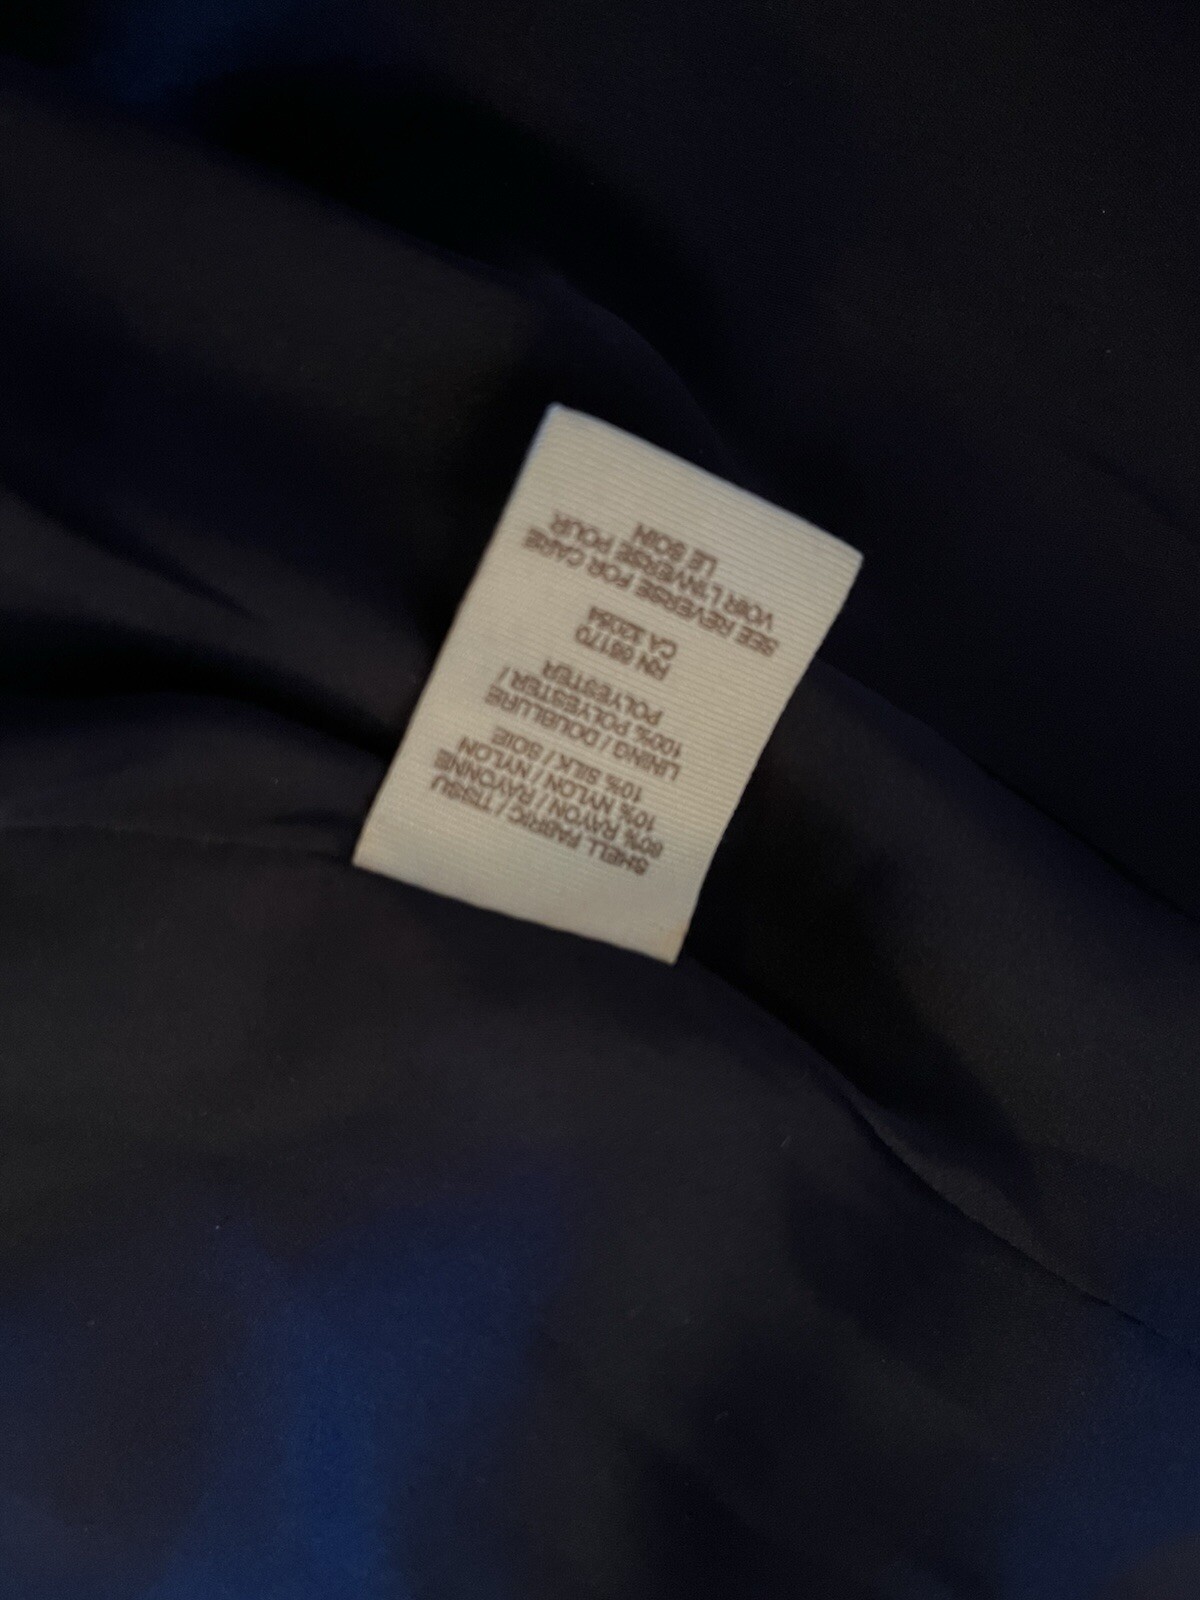 SHELL FABRIC / TISSU
80% RAYON / RAYONNE
10% NYLON / NYLON
10% SILK / SOIE
LINING / DOUBLURE
100% POLYESTER /
POLYESTER
RN
CA
SEE REVERSE FOR CARE
VOIR L'INVERSE POUR
LE SOIN